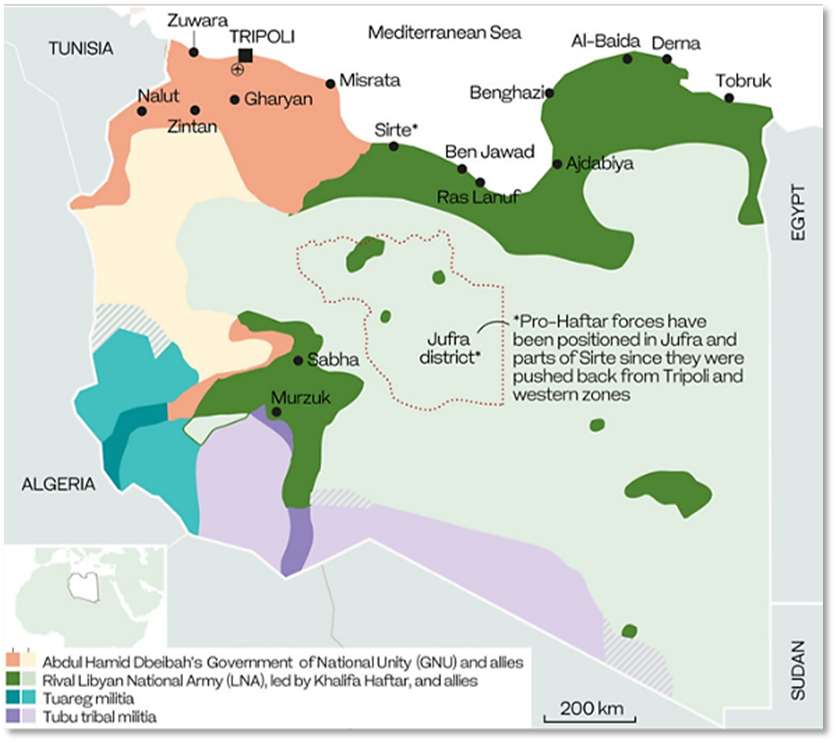 Zuwara
TRIPOLI
TUNISIA
Mediterranean Sea
Al-Baida
Derna
Misrata
Tobruk
Nalut
Gharyan
Benghazi
Zintan
Sirte*
Ben Jawad
Ajdabiya
Ras Lanuf
EGYPT
*Pro-Haftar forces have
been positioned in Jufra and
parts of Sirte since they were
pushed back from Tripoli and
western zones
Jufra
district*
Sabha
Murzuk
ALGERIA
SUDAN
Abdul Hamid Dbeibah's Government of National Unity (GNU) and allies
Rival Libyan National Army (LNA), led by Khalifa Haftar, and allies
Tuareg militia
Tubu tribal militia
200 km